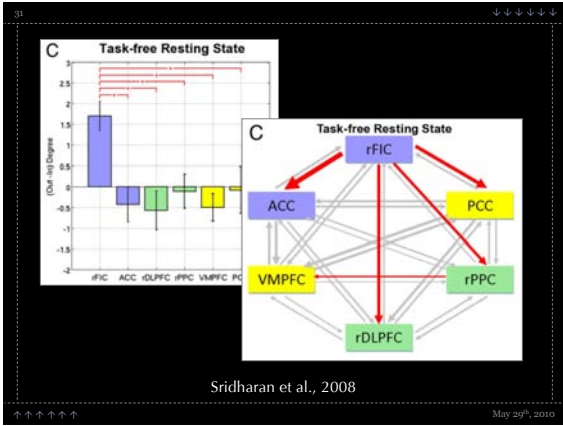 31
↓ ↓ ↓ ↓ ↓ ↓
C Task-free Resting State
3
2.5
2
1.5
1
0.5
0
-0.5
-1
-1.5
-2
(Out -In) Degree
rFIC ACC rDLPFC rPPC VMPFC
C Task-free Resting State
rFIC
ACC PCC
VMPFC rPPC
rDLPFC
Sridharan et al., 2008
↑ ↑ ↑ ↑ ↑ ↑
May 29th, 2010